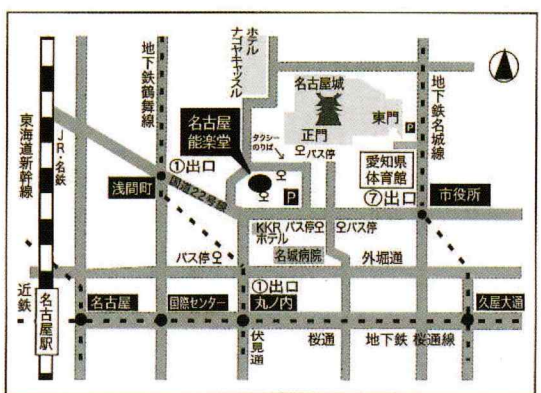 地下鉄鶴舞線
ナゴヤキャッスル
ホテル
名古屋城
正門
東門
P
地下鉄名城線
東海道新幹線
JR・名鉄
名古屋
能楽堂
タクシー
のりば
バス停
①出口
愛知県
体育館
浅間町
国道22号線
P
⑦出口
市役所
KKR
ホテル
バス停
バス停
名城病院
外堀通
バス停
近鉄
名古屋駅
名古屋
国際センター
①出口
丸ノ内
久屋大通
伏見通
桜通
地下鉄 桜通線